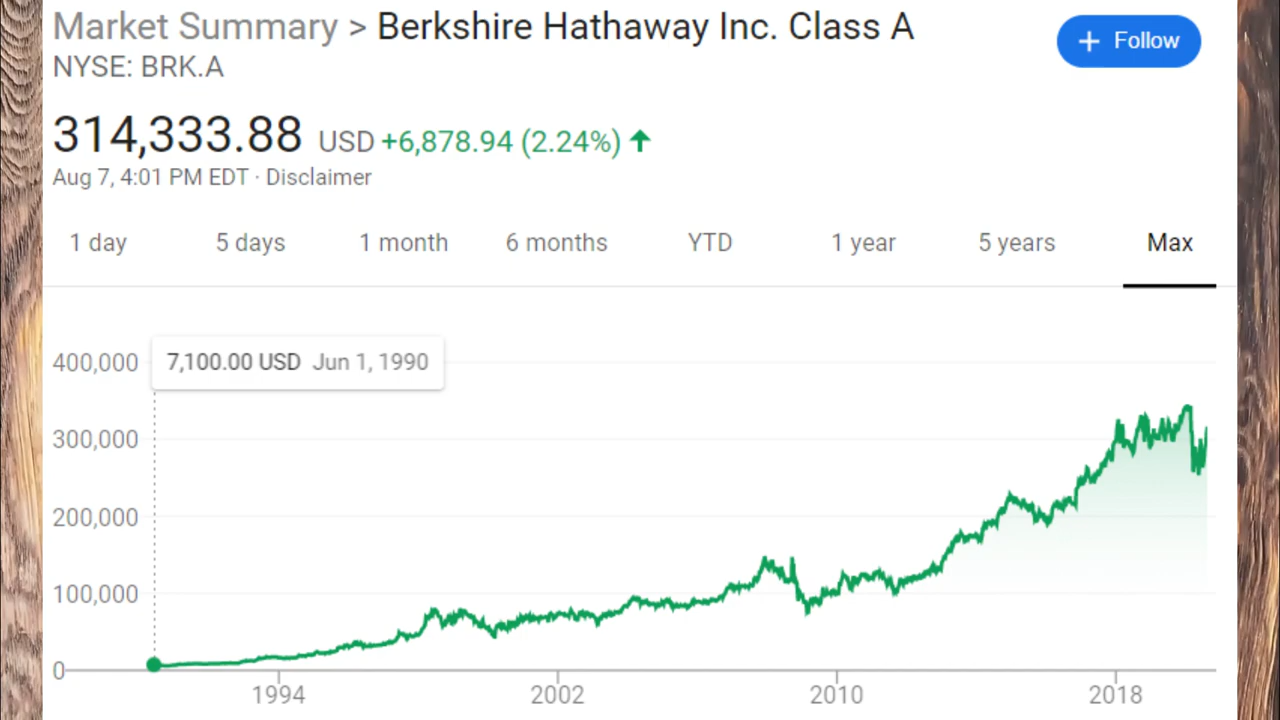 Market Summary > Berkshire Hathaway Inc. Class A
+ Follow
NYSE: BRK.A
314,333.88 USD +6,878.94 (2.24%) ↑
Aug 7, 4:01 PM EDT · Disclaimer
1 day 5 days 1 month 6 months YTD 1 year 5 years Max
7,100.00 USD Jun 1, 1990
400,000
300,000
200,000
100,000
0
1994 2002 2010 2018